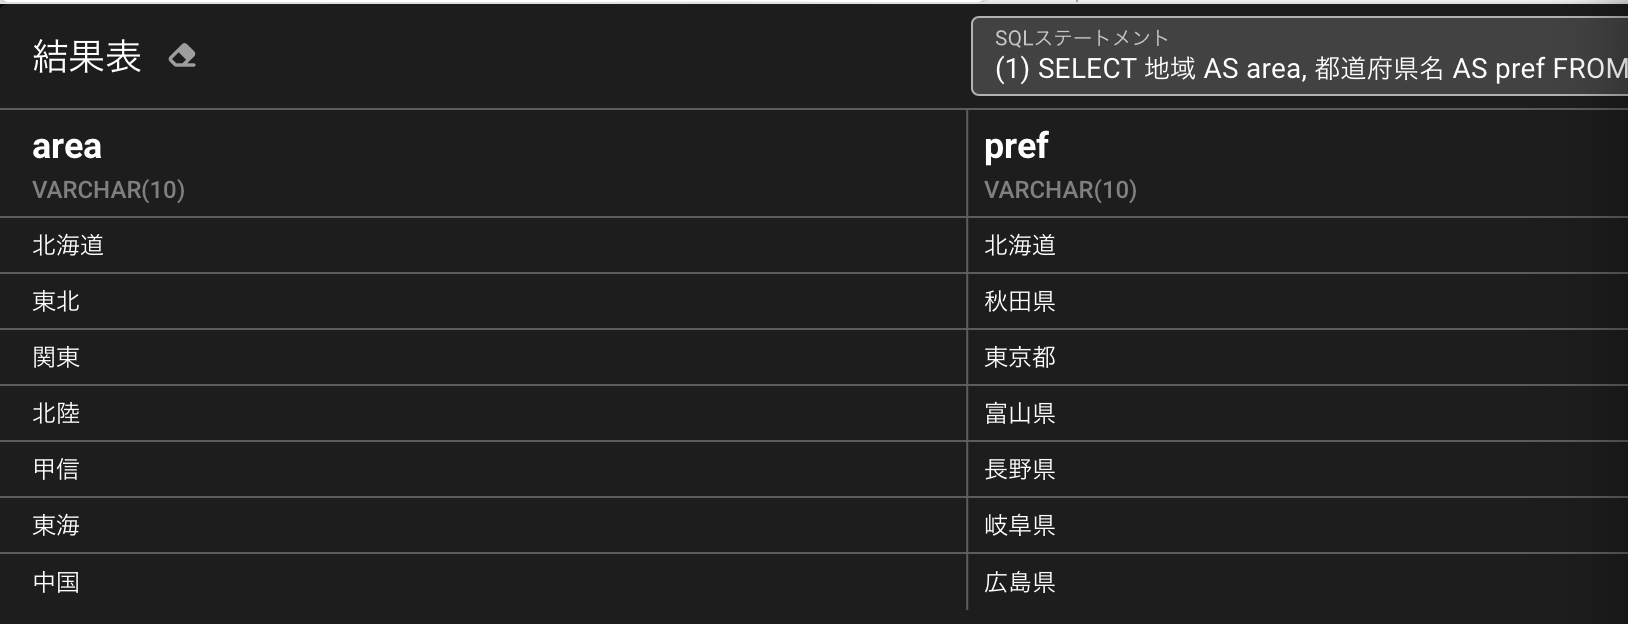 結果表
SQLステートメント
(1) SELECT 地域 AS area, 都道府県名 AS pref FROM
area pref
VARCHAR(10) VARCHAR(10)
北海道 北海道
東北 秋田県
関東 東京都
北陸 富山県
甲信 長野県
東海 岐阜県
中国 広島県